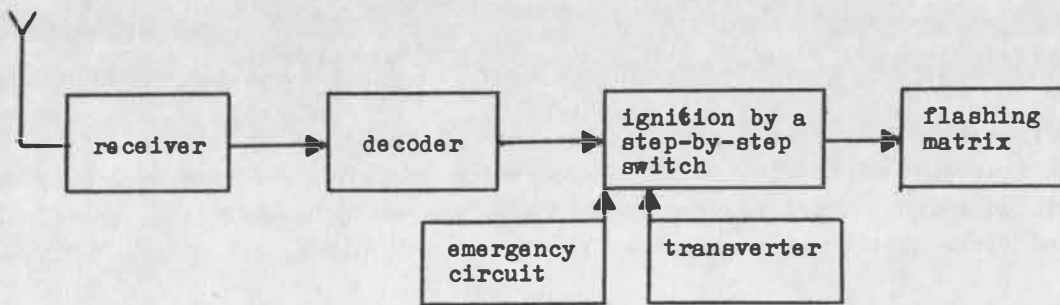 receiver
decoder
ignition by a
step-by-step
switch
flashing
matrix
emergency
circuit
transverter